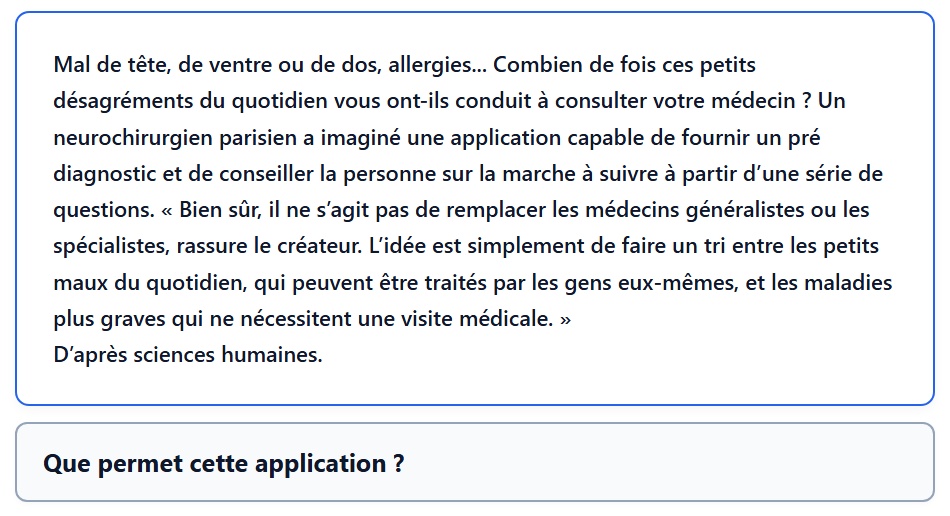 Mal de tête, de ventre ou de dos, allergies... Combien de fois ces petits
désagréments du quotidien vous ont-ils conduit à consulter votre médecin ? Un
neurochirurgien parisien a imaginé une application capable de fournir un pré
diagnostic et de conseiller la personne sur la marche à suivre à partir d’une série de
questions. « Bien sûr, il ne s’agit pas de remplacer les médecins généralistes ou les
spécialistes, rassure le créateur. L’idée est simplement de faire un tri entre les petits
maux du quotidien, qui peuvent être traités par les gens eux-mêmes, et les maladies
plus graves qui ne nécessitent une visite médicale. »
D’après sciences humaines.
Que permet cette application ?